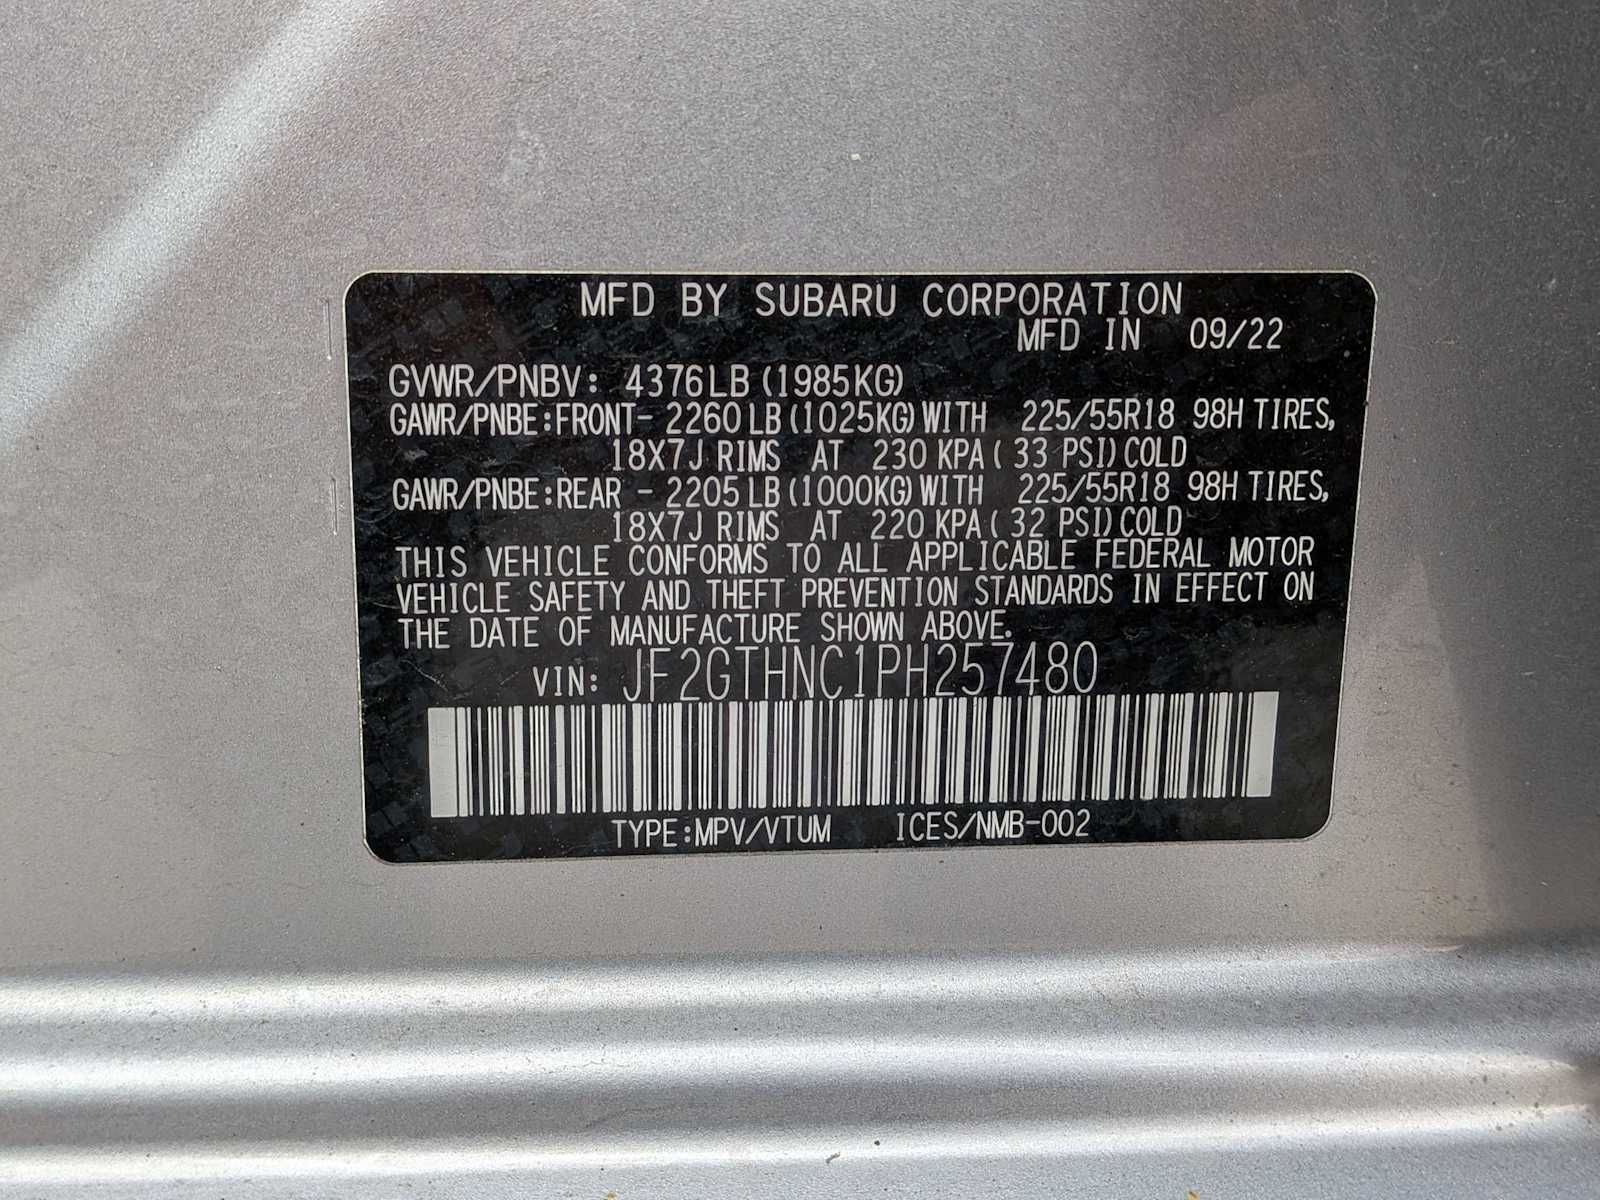 MFD BY SUBARU CORPORATION
MFD IN 09/22
GVWR/PNBV: 4376LB (1985KG)
GAWR/PNBE:FRONT- 2260LB (1025KG) WITH 225/55R18 98H TIRES,
18X7J RIMS AT 230 KPA ( 33 PSI) COLD
GAWR/PNBE:REAR - 2205LB (1000KG) WITH 225/55R18 98H TIRES,
18X7J RIMS AT 220 KPA ( 32 PSI) COLD
THIS VEHICLE CONFORMS TO ALL APPLICABLE FEDERAL MOTOR
VEHICLE SAFETY AND THEFT PREVENTION STANDARDS IN EFFECT ON
THE DATE OF MANUFACTURE SHOWN ABOVE.
VIN: JF2GTHNC1PH257480
TYPE:MPV/VTUM ICES/NMB-002